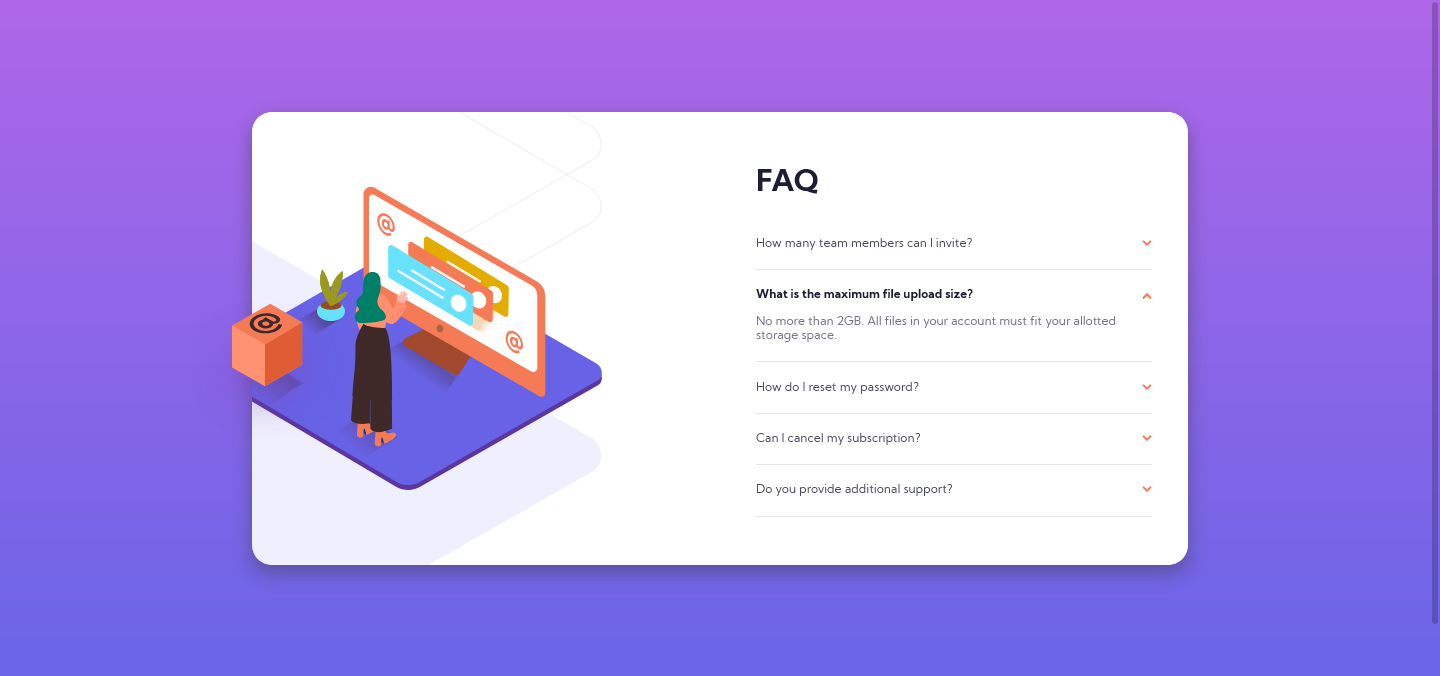 FAQ
How many team members can I invite?
What is the maximum file upload size?
No more than 2GB. All files in your account must fit your allotted
storage space.
How do I reset my password?
Can I cancel my subscription?
Do you provide additional support?
@
@
@